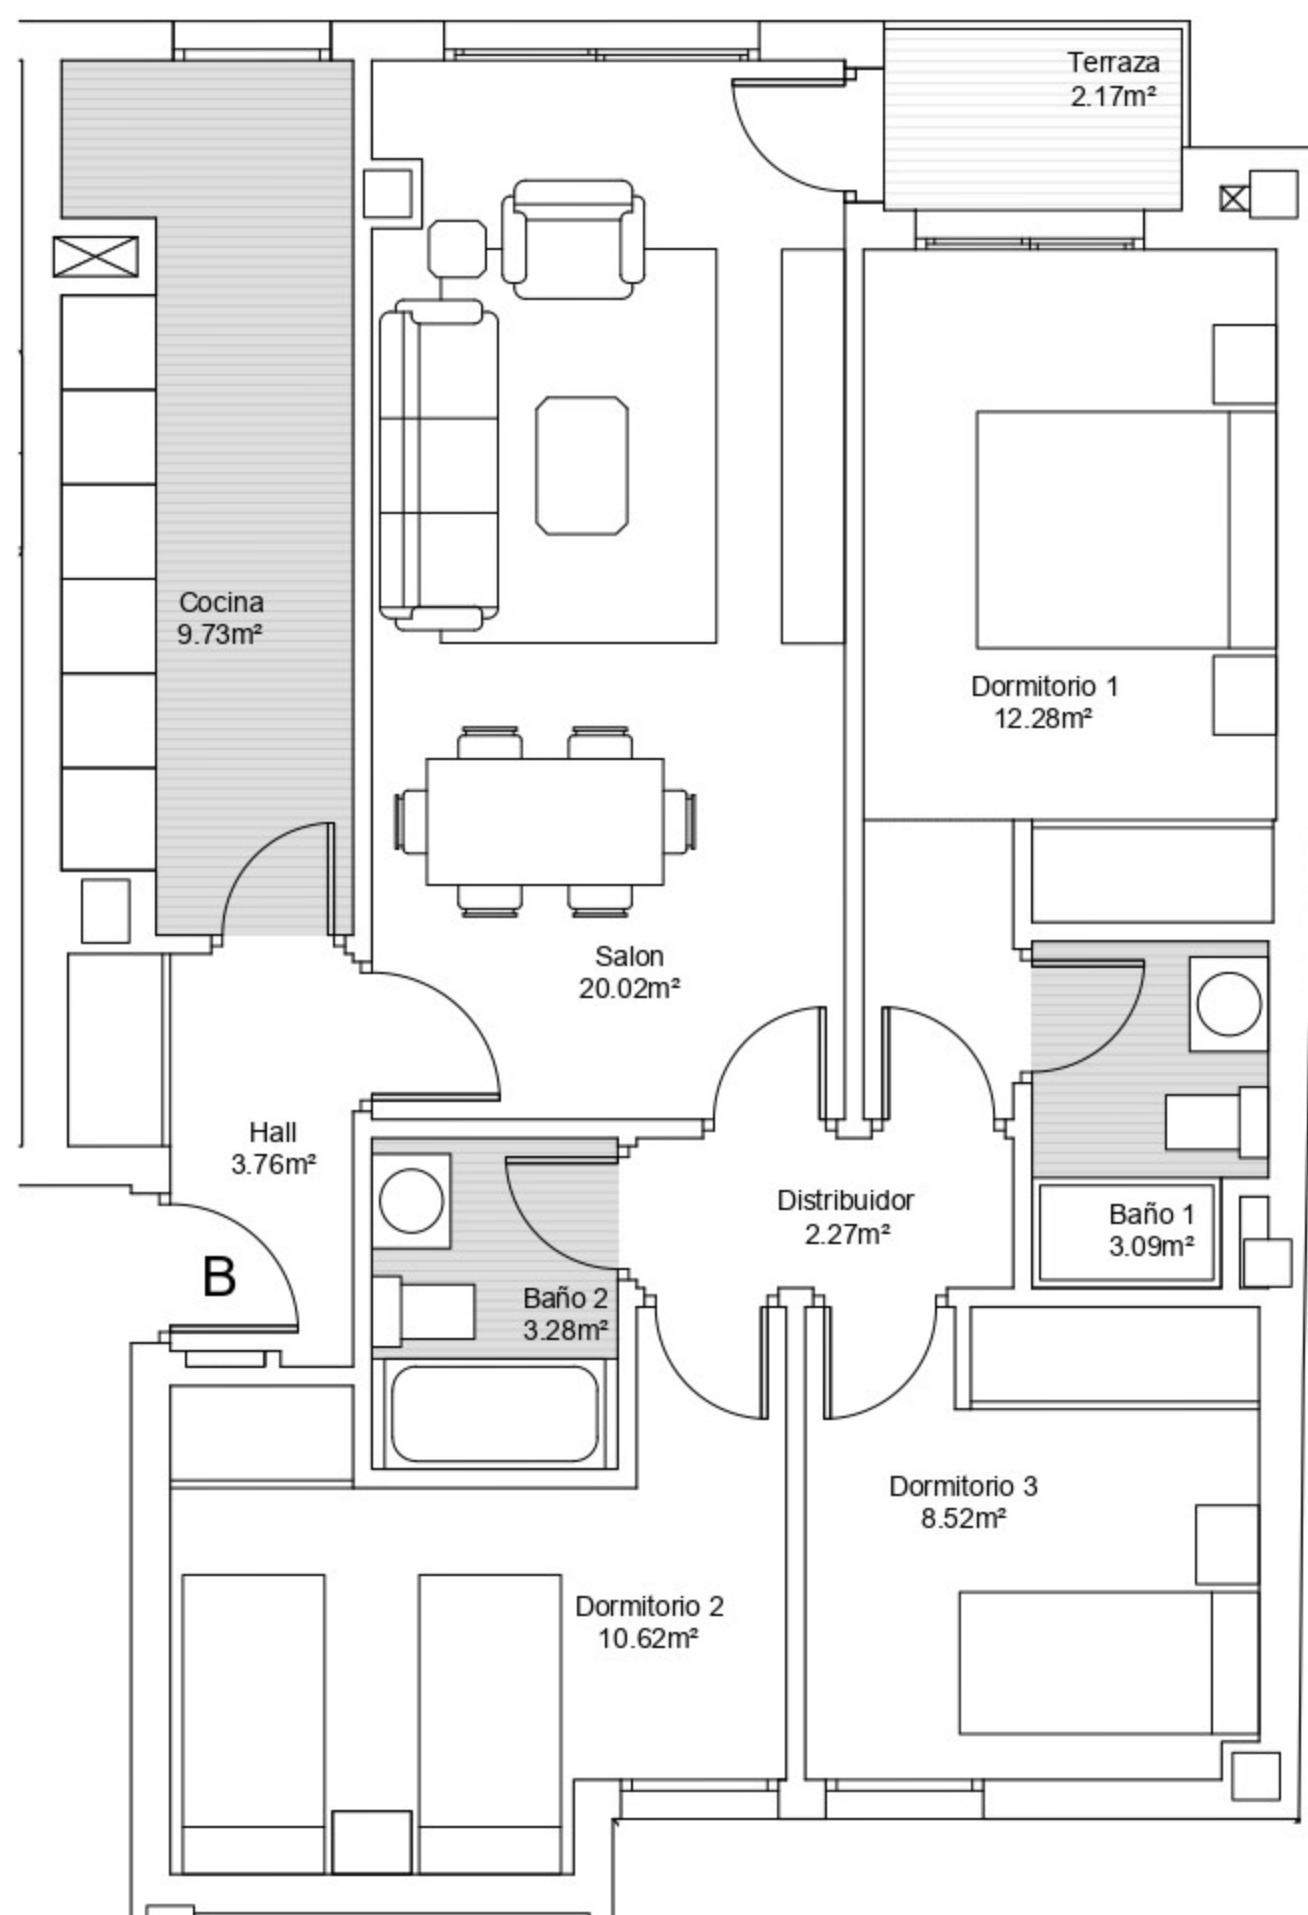 Terraza
2.17m²
Cocina
9.73m²
Dormitorio 1
12.28m²
Salon
20.02m²
Hall
3.76m²
Distribuidor
2.27m²
Baño 1
3.09m²
B
Baño 2
3.28m²
Dormitorio 3
8.52m²
Dormitorio 2
10.62m²